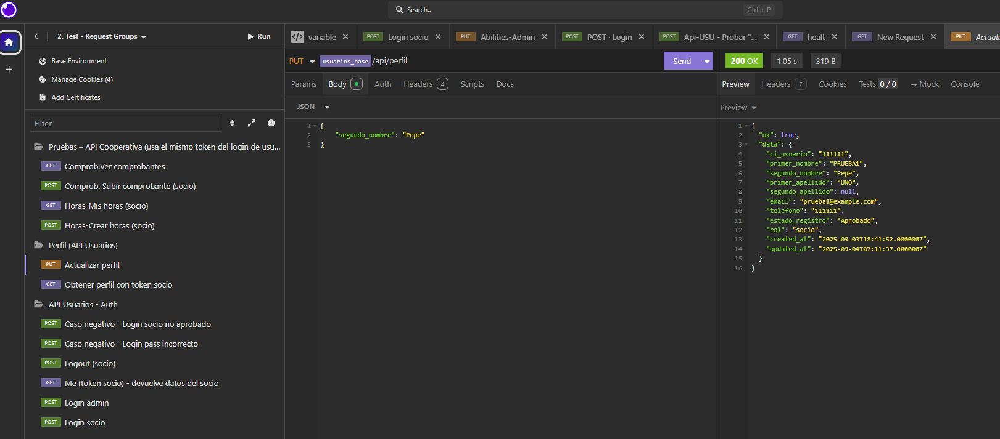 Search..
Ctrl + P
2. Test - Request Groups
Run
Base Environment
Manage Cookies (4)
Add Certificates
Filter
Pruebas – API Cooperativa (usa el mismo token del login de usu...
GET Comprob.Ver comprobantes
POST Comprob. Subir comprobante (socio)
GET Horas-Mis horas (socio)
POST Horas-Crear horas (socio)
Perfil (API Usuarios)
PUT Actualizar perfil
GET Obtener perfil con token socio
API Usuarios - Auth
POST Caso negativo - Login socio no aprobado
POST Caso negativo - Login pass incorrecto
POST Logout (socio)
GET Me (token socio) - devuelve datos del socio
POST Login admin
POST Login socio
</> variable
POST Login socio
PUT Abilities-Admin
POST POST · Login
POST Api-USU - Probar "...
GET healt
GET New Request
PUT Actuali
PUT usuarios_base /api/perfil
Send
Params Body Auth Headers 4 Scripts Docs
JSON
1 {
2 "segundo_nombre": "Pepe"
3 }
200 OK 1.05 s 319 B
Preview Headers 7 Cookies Tests 0 / 0 → Mock Console
Preview
1 {
2 "ok": true,
3 "data": {
4 "ci_usuario": "111111",
5 "primer_nombre": "PRUEBA1",
6 "segundo_nombre": "Pepe",
7 "primer_apellido": "UNO",
8 "segundo_apellido": null,
9 "email": "prueba1@example.com",
10 "telefono": "111111",
11 "estado_registro": "Aprobado",
12 "rol": "socio",
13 "created_at": "2025-09-03T18:41:52.000000Z",
14 "updated_at": "2025-09-04T07:11:37.000000Z"
15 }
16 }